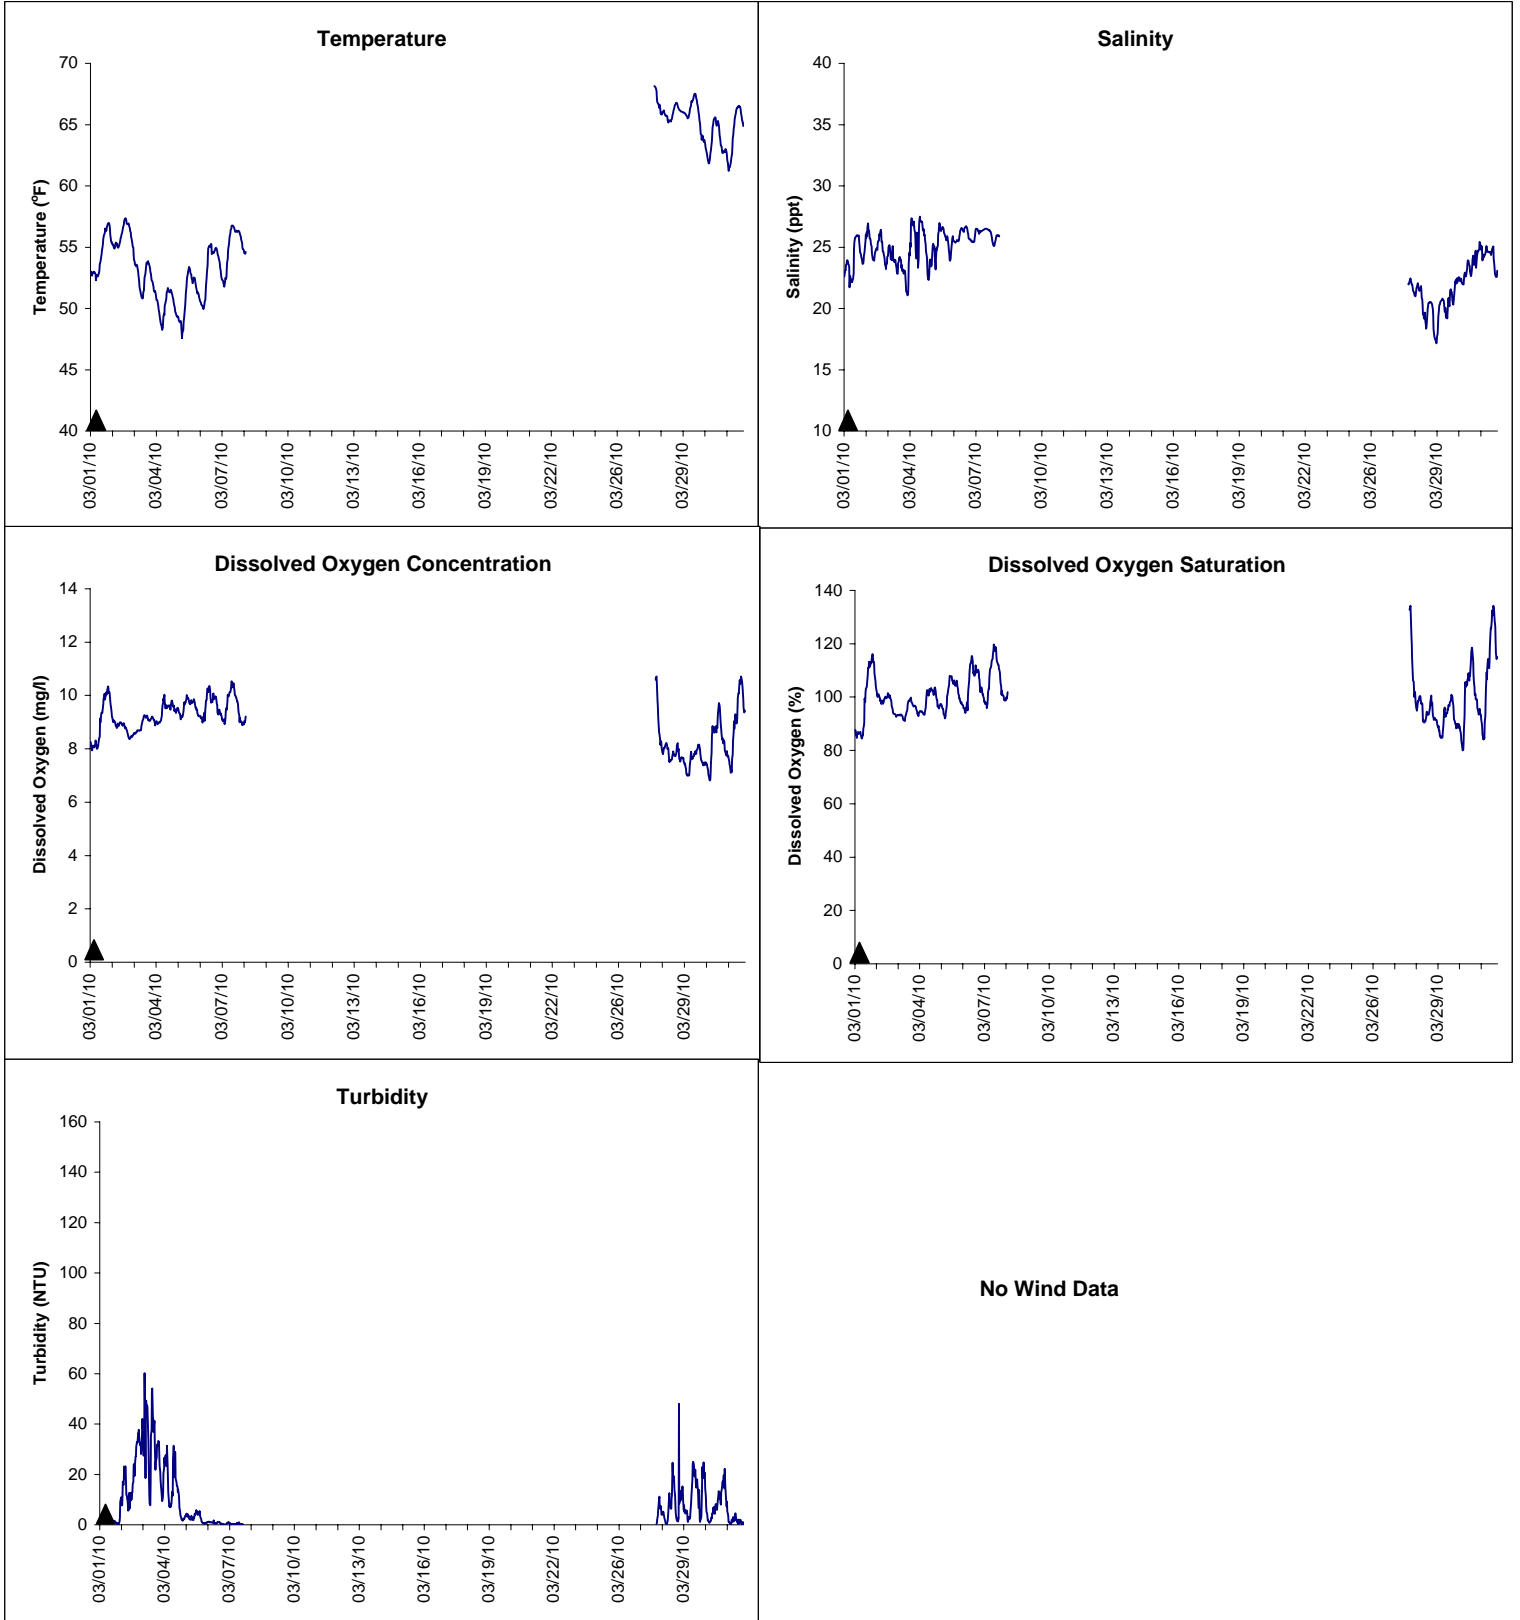 Temperature
70
65
60
55
50
45
40
Temperature (ºF)
03/01/10 03/04/10 03/07/10 03/10/10 03/13/10 03/16/10 03/19/10 03/22/10 03/26/10 03/29/10
Salinity
40
35
30
25
20
15
10
Salinity (ppt)
03/01/10 03/04/10 03/07/10 03/10/10 03/13/10 03/16/10 03/19/10 03/22/10 03/26/10 03/29/10
Dissolved Oxygen Concentration
14
12
10
8
6
4
2
0
Dissolved Oxygen (mg/l)
03/01/10 03/04/10 03/07/10 03/10/10 03/13/10 03/16/10 03/19/10 03/22/10 03/26/10 03/29/10
Dissolved Oxygen Saturation
140
120
100
80
60
40
20
0
Dissolved Oxygen (%)
03/01/10 03/04/10 03/07/10 03/10/10 03/13/10 03/16/10 03/19/10 03/22/10 03/26/10 03/29/10
Turbidity
160
140
120
100
80
60
40
20
0
Turbidity (NTU)
03/01/10 03/04/10 03/07/10 03/10/10 03/13/10 03/16/10 03/19/10 03/22/10 03/26/10 03/29/10
No Wind Data